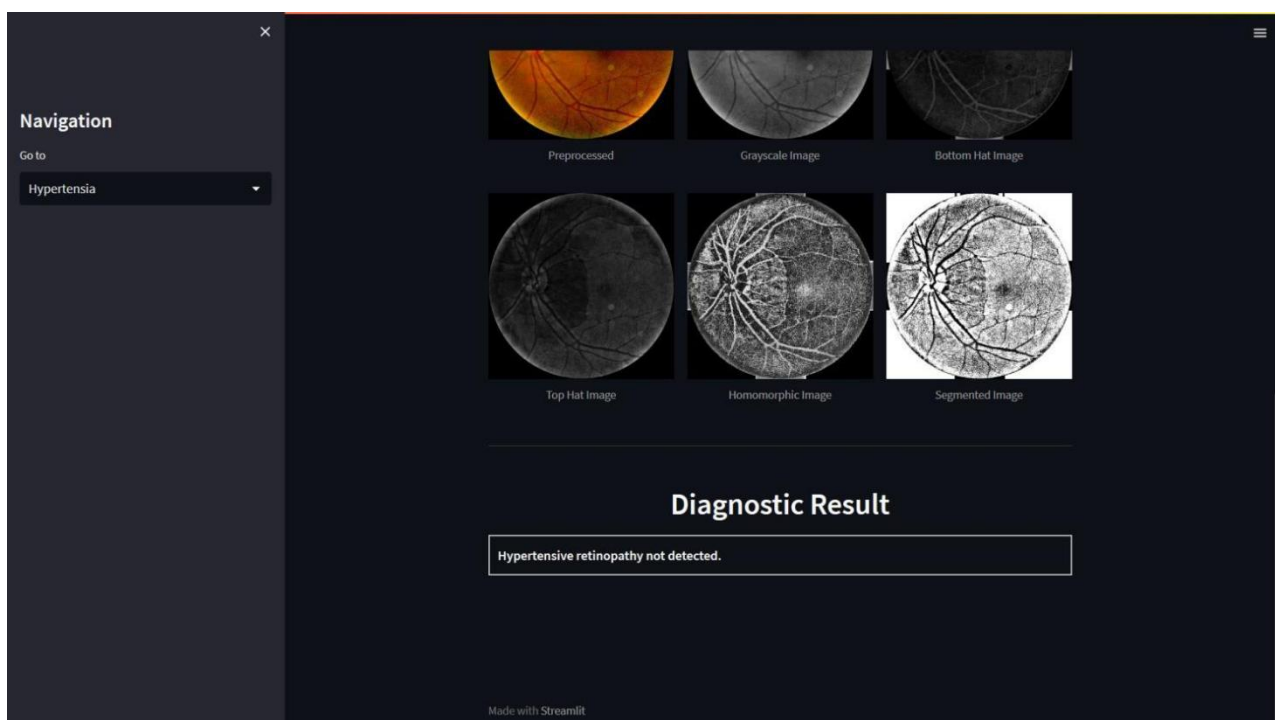 Navigation
Go to
Hypertensia
Preprocessed
Grayscale Image
Bottom Hat Image
Top Hat Image
Homomorphic Image
Segmented Image
Diagnostic Result
Hypertensive retinopathy not detected.
Made with Streamlit